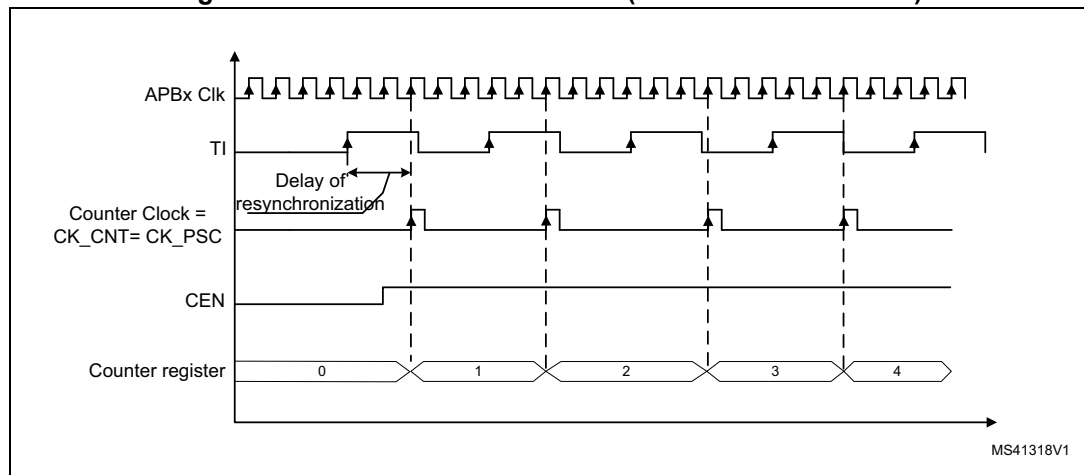 APBx Clk
TI
Delay of
resynchronization
Counter Clock =
CK_CNT= CK_PSC
CEN
Counter register
0
1
2
3
4
MS41318V1